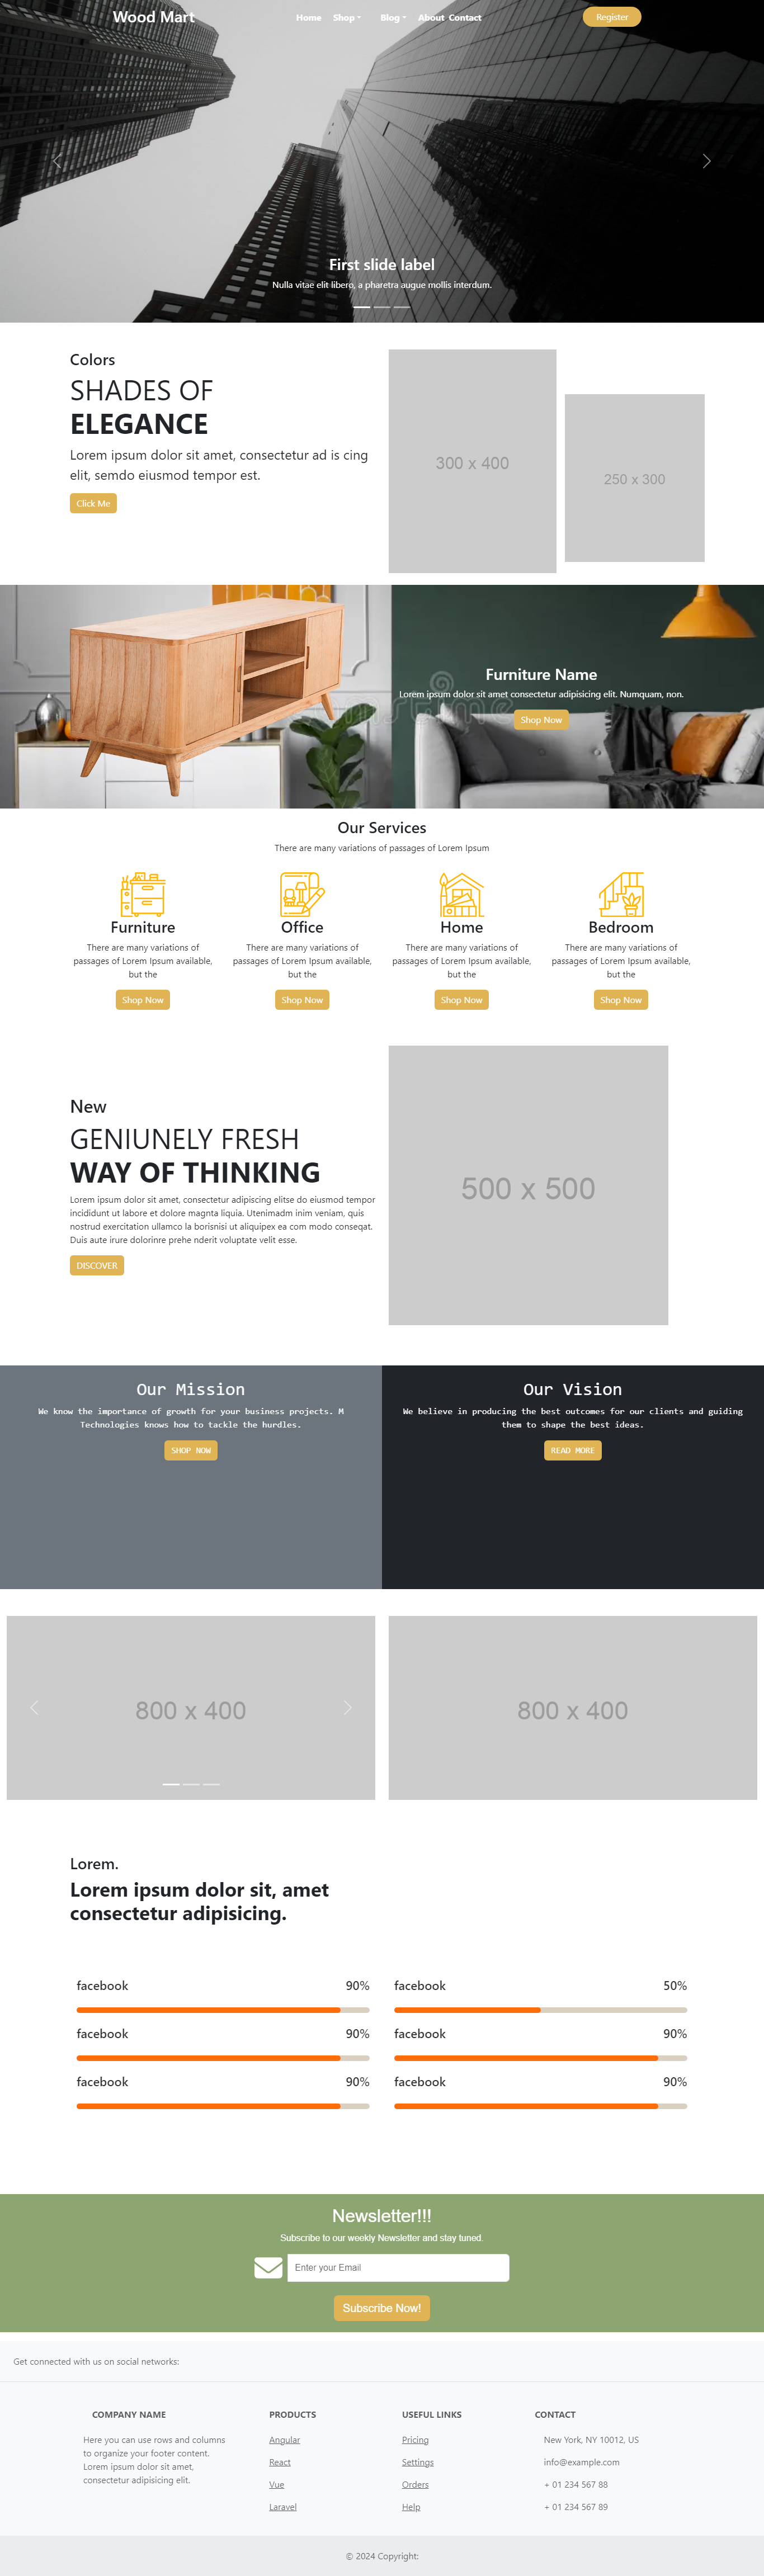 Wood Mart
Home Shop Blog About Contact
Register
First slide label
Nulla vitae elit libero, a pharetra augue mollis interdum.
Colors
SHADES OF
ELEGANCE
Lorem ipsum dolor sit amet, consectetur ad is cing
elit, semdo eiusmod tempor est.
Click Me
300 x 400
250 x 300
Furniture Name
Lorem ipsum dolor sit amet consectetur adipisicing elit. Numquam, non.
Shop Now
Our Services
There are many variations of passages of Lorem Ipsum
Furniture
There are many variations of
passages of Lorem Ipsum available,
but the
Shop Now
Office
There are many variations of
passages of Lorem Ipsum available,
but the
Shop Now
Home
There are many variations of
passages of Lorem Ipsum available,
but the
Shop Now
Bedroom
There are many variations of
passages of Lorem Ipsum available,
but the
Shop Now
New
GENIUNELY FRESH
WAY OF THINKING
Lorem ipsum dolor sit amet, consectetur adipiscing elitse do eiusmod tempor
incididunt ut labore et dolore magna liquia. Utenimadm inim veniam, quis
nostrud exercitation ullamco la borisnisi ut aliquipex ea com modo conseqat.
Duis aute irure dolorinre prehe nderit voluptate velit esse.
DISCOVER
500 x 500
Our Mission
We know the importance of growth for your business projects. M
Technologies knows how to tackle the hurdles.
SHOP NOW
Our Vision
We believe in producing the best outcomes for our clients and guiding
them to shape the best ideas.
READ MORE
800 x 400
800 x 400
Lorem.
Lorem ipsum dolor sit, amet
consectetur adipisicing.
facebook 90%
facebook 50%
facebook 90%
facebook 90%
facebook 90%
facebook 90%
Newsletter!!!
Subscribe to our weekly Newsletter and stay tuned.
Enter your Email
Subscribe Now!
Get connected with us on social networks:
COMPANY NAME
Here you can use rows and columns
to organize your footer content.
Lorem ipsum dolor sit amet,
consectetur adipisicing elit.
PRODUCTS
Angular
React
Vue
Laravel
USEFUL LINKS
Pricing
Settings
Orders
Help
CONTACT
New York, NY 10012, US
info@example.com
+ 01 234 567 88
+ 01 234 567 89
© 2024 Copyright: